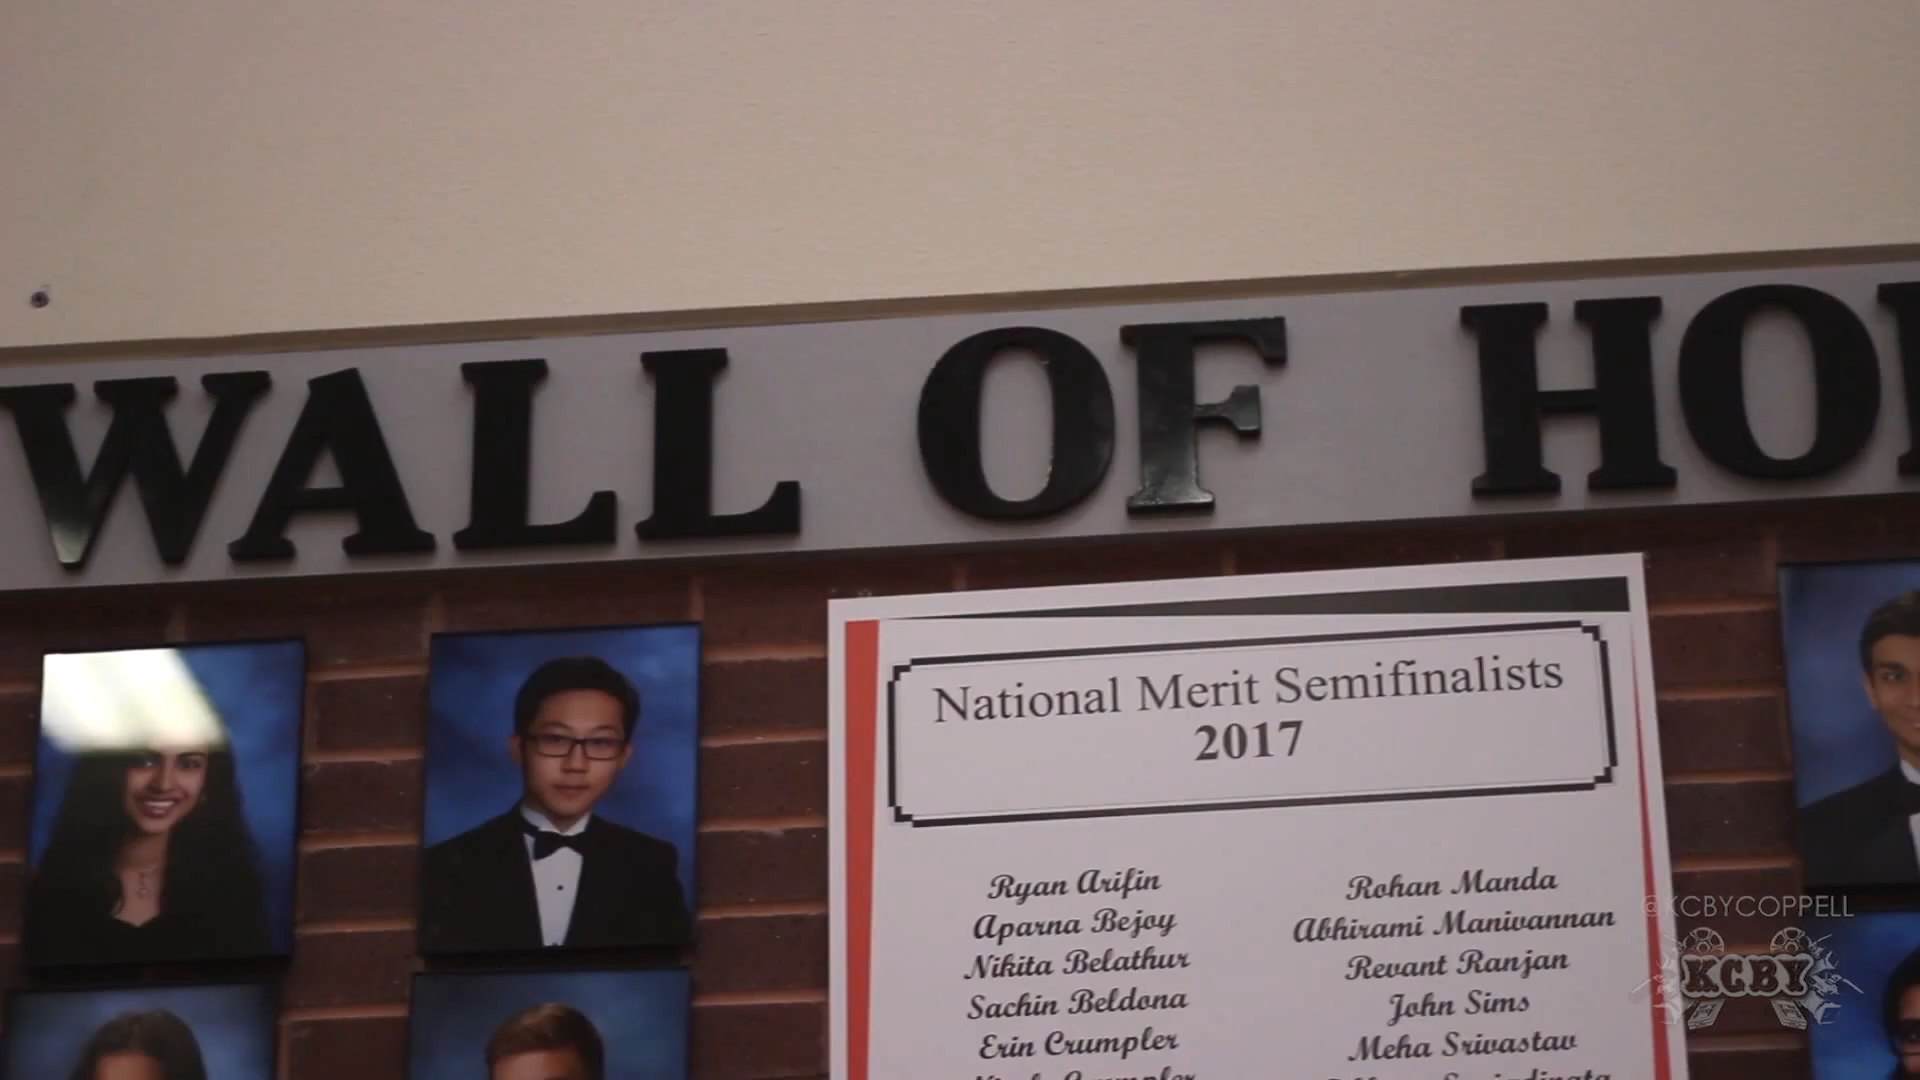 WALL OF HO
National Merit Semifinalists
2017
Ryan Arifin
Aparna Bejoy
Nikita Belathur
Sachin Beldona
Erin Crumpler
Rohan Manda
Abhirami Manivannan
Revant Ranjan
John Sims
Meha Srivastav
@KCBYCOPPELL
KCBY